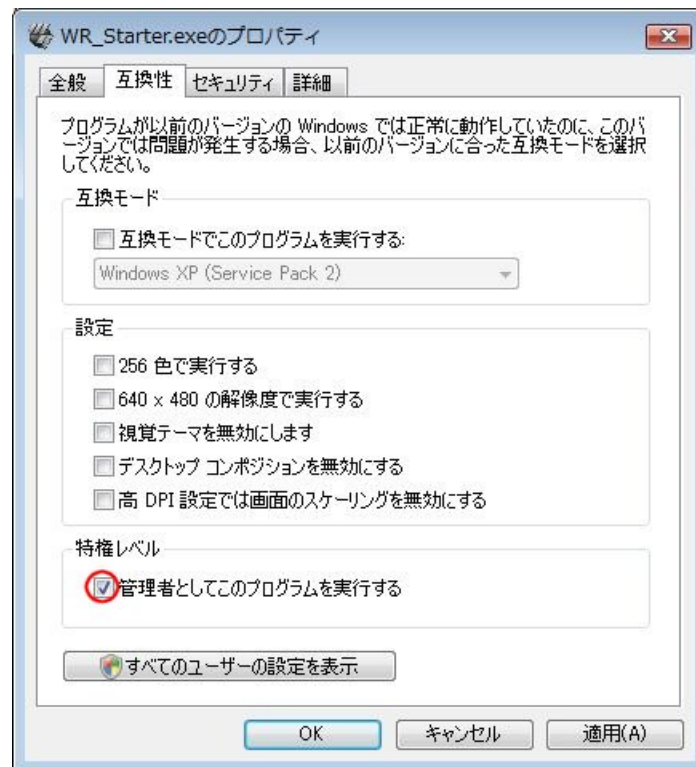 WR_Starter.exeのプロパティ
全般
互換性
セキュリティ
詳細
プログラムが以前のバージョンの Windows では正常に動作していたのに、このバ
ージョンでは問題が発生する場合、以前のバージョンに合った互換モードを選択
してください。
互換モード
互換モードでこのプログラムを実行する:
Windows XP (Service Pack 2)
設定
256 色で実行する
640 x 480 の解像度で実行する
視覚テーマを無効にします
デスクトップ コンポジションを無効にする
高 DPI 設定では画面のスケーリングを無効にする
特権レベル
管理者としてこのプログラムを実行する
すべてのユーザーの設定を表示
OK
キャンセル
適用(A)